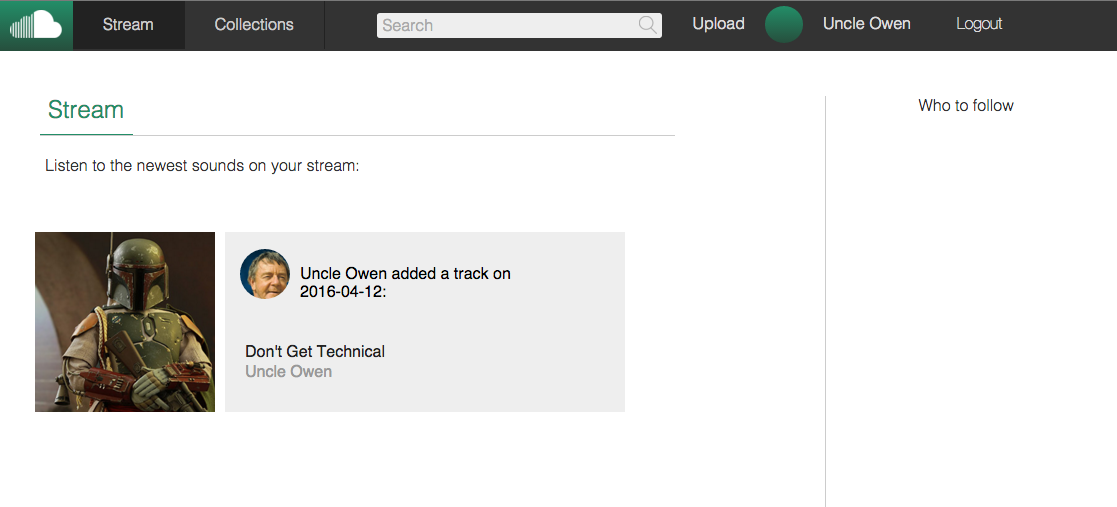 Stream
Collections
Search
Upload
Uncle Owen
Logout
Stream
Who to follow
Listen to the newest sounds on your stream:
Uncle Owen added a track on
2016-04-12:
Don't Get Technical
Uncle Owen